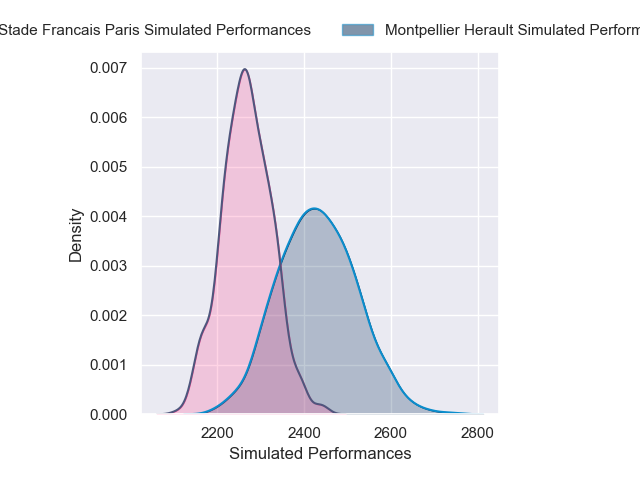 Stade Francais Paris Simulated Performances
Montpellier Herault Simulated Perform
0.007
0.006
0.005
0.004
0.003
0.002
0.001
0.000
Density
2200 2400 2600 2800
Simulated Performances